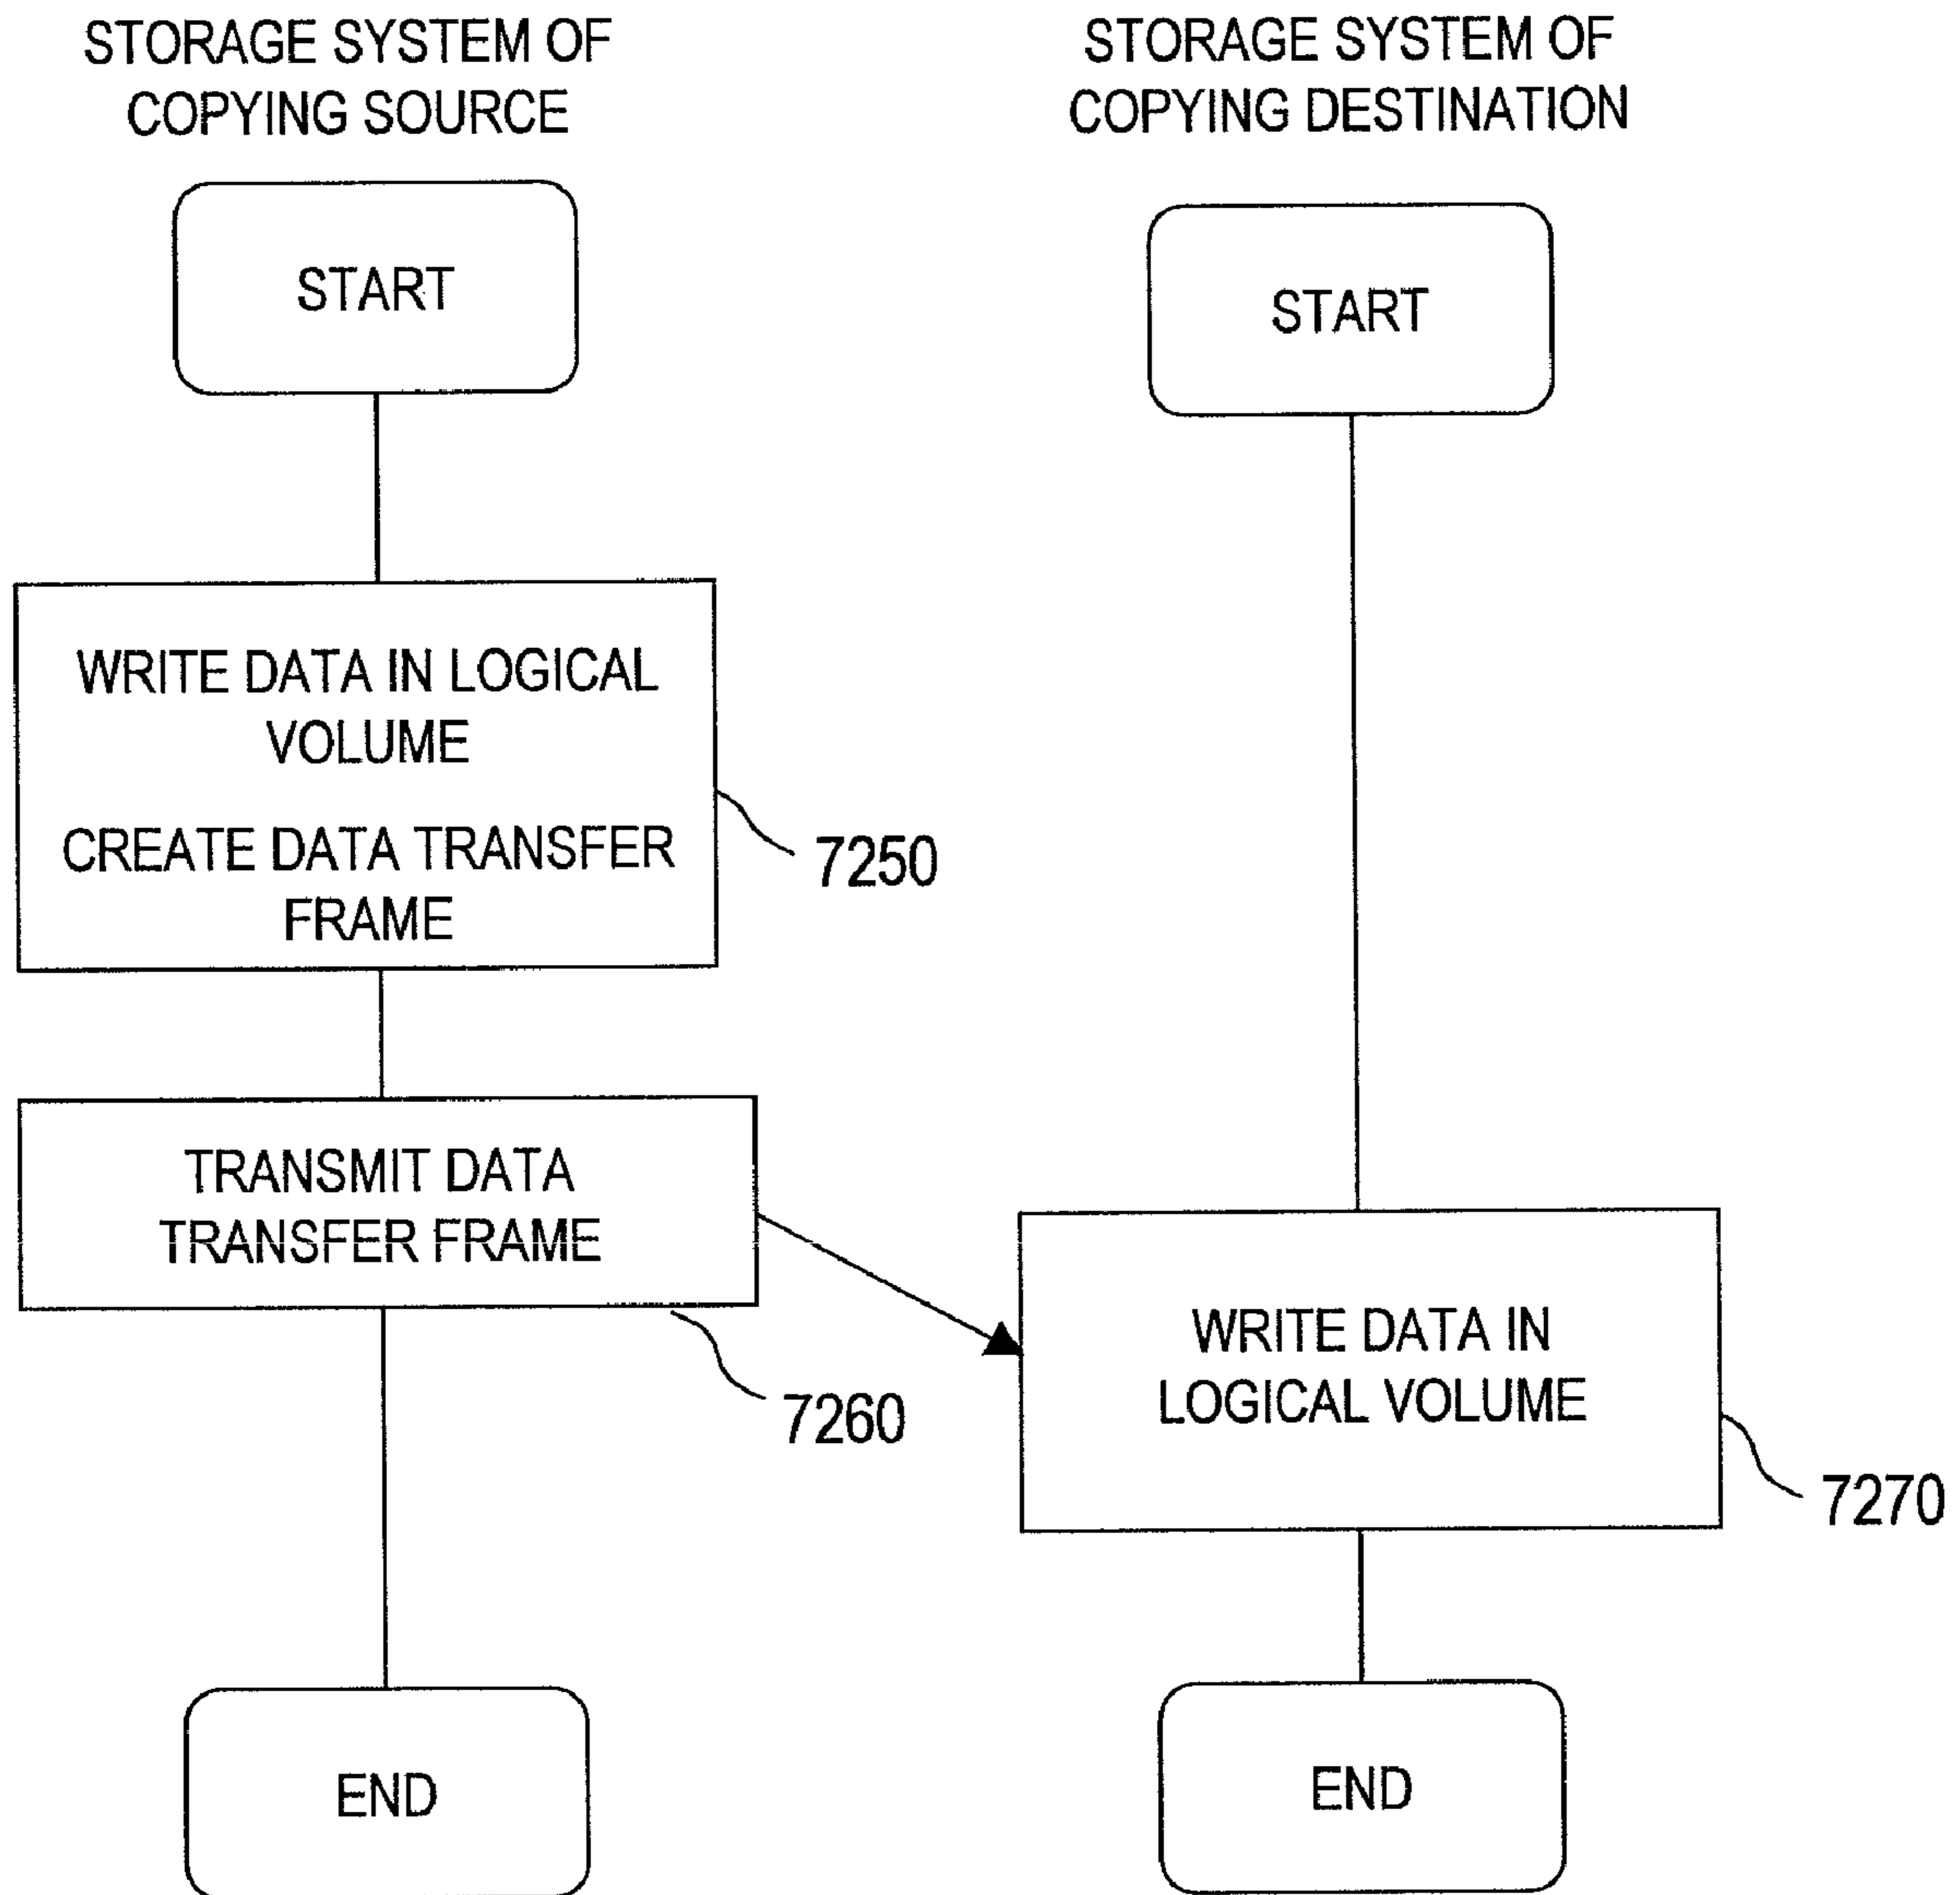 STORAGE SYSTEM OF
COPYING SOURCE
START
WRITE DATA IN LOGICAL
VOLUME
CREATE DATA TRANSFER
FRAME
7250
TRANSMIT DATA
TRANSFER FRAME
7260
END
STORAGE SYSTEM OF
COPYING DESTINATION
START
WRITE DATA IN
LOGICAL VOLUME
7270
END